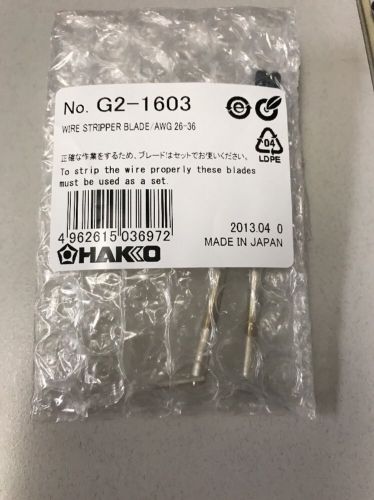 No. G2-1603
WIRE STRIPPER BLADE/AWG 26-36
正確な作業をするため、ブレードはセットでお使いください。
To strip the wire properly these blades
must be used as a set.
04
LDPE
4 962615 036972
2013.04 0
MADE IN JAPAN
HAKKO